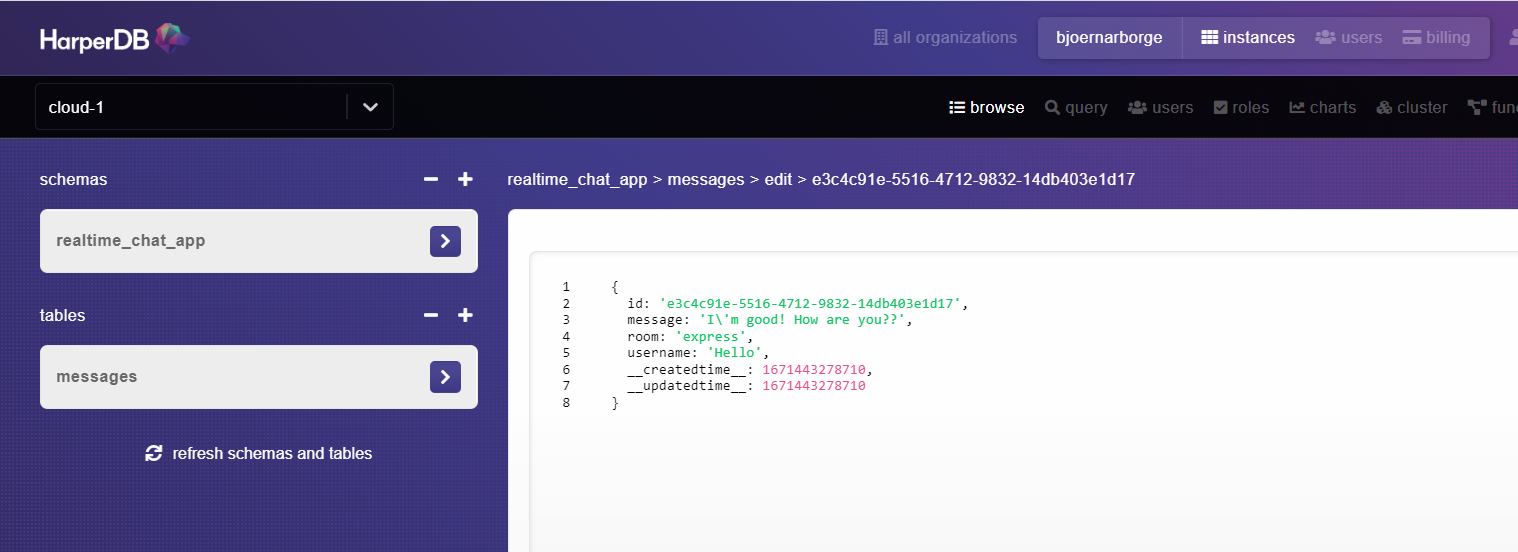 HarperDB all organizations bjoernarborge instances users billing
cloud-1 browse query users roles charts cluster
schemas
realtime_chat_app > messages > edit > e3c4c91e-5516-4712-9832-14db403e1d17
realtime_chat_app
tables
messages
refresh schemas and tables
1 {
2 id: 'e3c4c91e-5516-4712-9832-14db403e1d17',
3 message: 'I\'m good! How are you??',
4 room: 'express',
5 username: 'Hello',
6 __createdtime__: 1671443278710,
7 __updatedtime__: 1671443278710
8 }